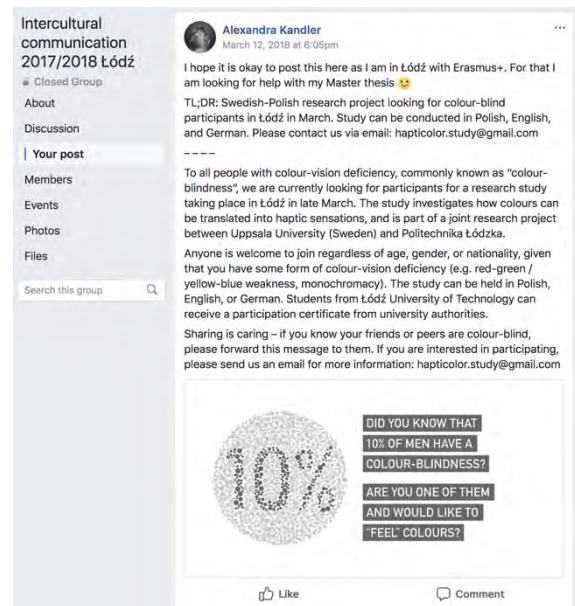 Intercultural
communication
2017/2018 Łódź
Closed Group
About
Discussion
Your post
Members
Events
Photos
Files
Search this group
Alexandra Kandler
March 12, 2018 at 6:05pm
I hope it is okay to post this here as I am in Łódź with Erasmus+. For that I
am looking for help with my Master thesis 🙂
TL;DR: Swedish-Polish research project looking for colour-blind
participants in Łódź in March. Study can be conducted in Polish, English,
and German. Please contact us via email: hapticolor.study@gmail.com
----
To all people with colour-vision deficiency, commonly known as "colour-
blindness", we are currently looking for participants for a research study
taking place in Łódź in late March. The study investigates how colours can
be translated into haptic sensations, and is part of a joint research project
between Uppsala University (Sweden) and Politechnika Łódzka.
Anyone is welcome to join regardless of age, gender, or nationality, given
that you have some form of colour-vision deficiency (e.g. red-green /
yellow-blue weakness, monochromacy). The study can be held in Polish,
English, or German. Students from Łódź University of Technology can
receive a participation certificate from university authorities.
Sharing is caring – if you know your friends or peers are colour-blind,
please forward this message to them. If you are interested in participating,
please send us an email for more information: hapticolor.study@gmail.com
10%
DID YOU KNOW THAT
10% OF MEN HAVE A
COLOUR-BLINDNESS?
ARE YOU ONE OF THEM
AND WOULD LIKE TO
"FEEL" COLOURS?
Like
Comment